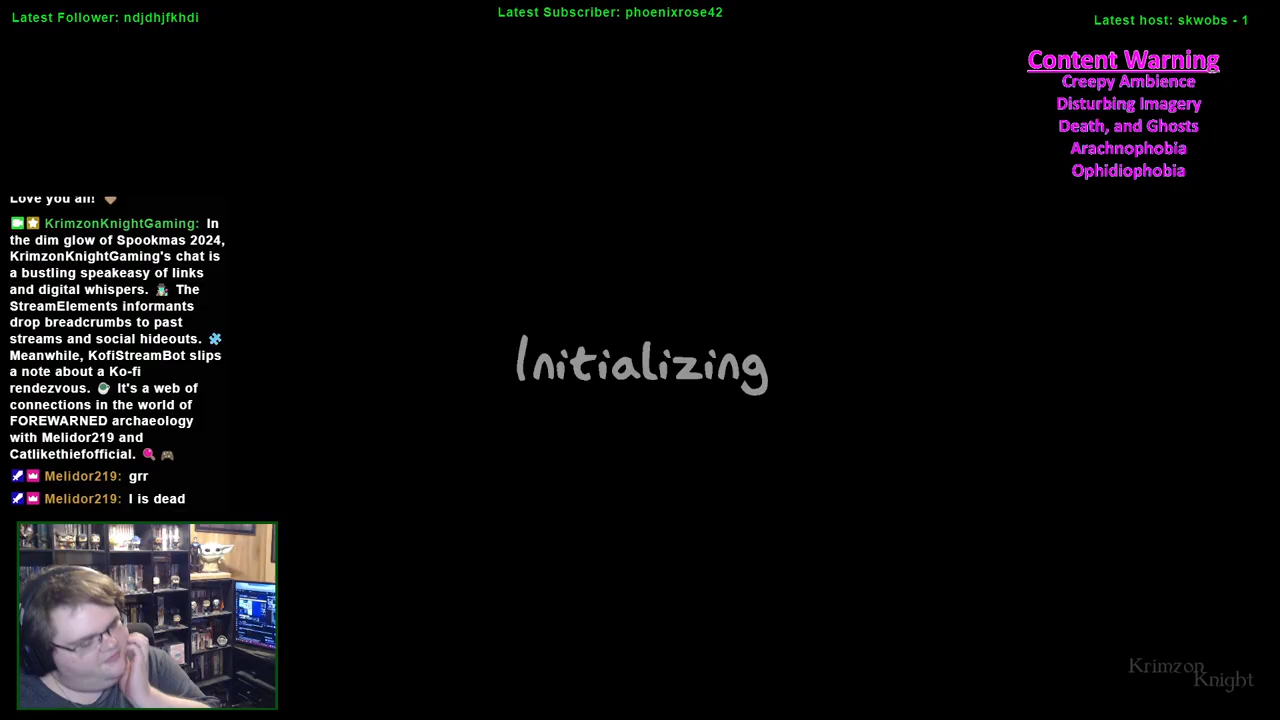 Latest Follower: ndjdhjfkhdi
Latest Subscriber: phoenixrose42
Latest host: skwobs - 1
Content Warning
Creepy Ambience
Disturbing Imagery
Death, and Ghosts
Arachnophobia
Ophidiophobia
Love you all!
KrimzonKnightGaming: In
the dim glow of Spookmas 2024,
KrimzonKnightGaming's chat is
a bustling speakeasy of links
and digital whispers. The
StreamElements informants
drop breadcrumbs to past
streams and social hideouts.
Meanwhile, KofiStreamBot slips
a note about a Ko-fi
rendezvous. It's a web of
connections in the world of
FOREWARNED archaeology
with Melidor219 and
Catlikethiefofficial.
Melidor219: grr
Melidor219: I is dead
Initializing
Krimzon
Knight